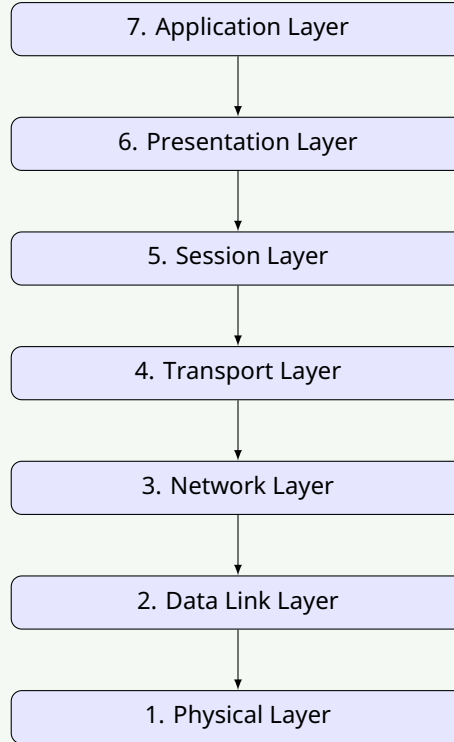 7. Application Layer
6. Presentation Layer
5. Session Layer
4. Transport Layer
3. Network Layer
2. Data Link Layer
1. Physical Layer